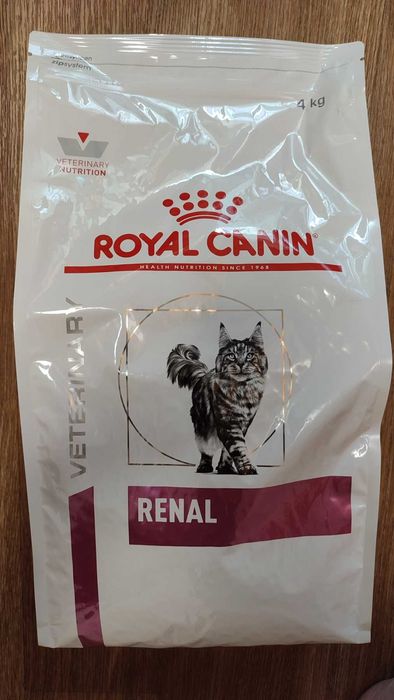 zipsystem
4 kg
VETERINARY
NUTRITION
ROYAL CANIN
HEALTH NUTRITION SINCE 1968
VETERINARY
RENAL